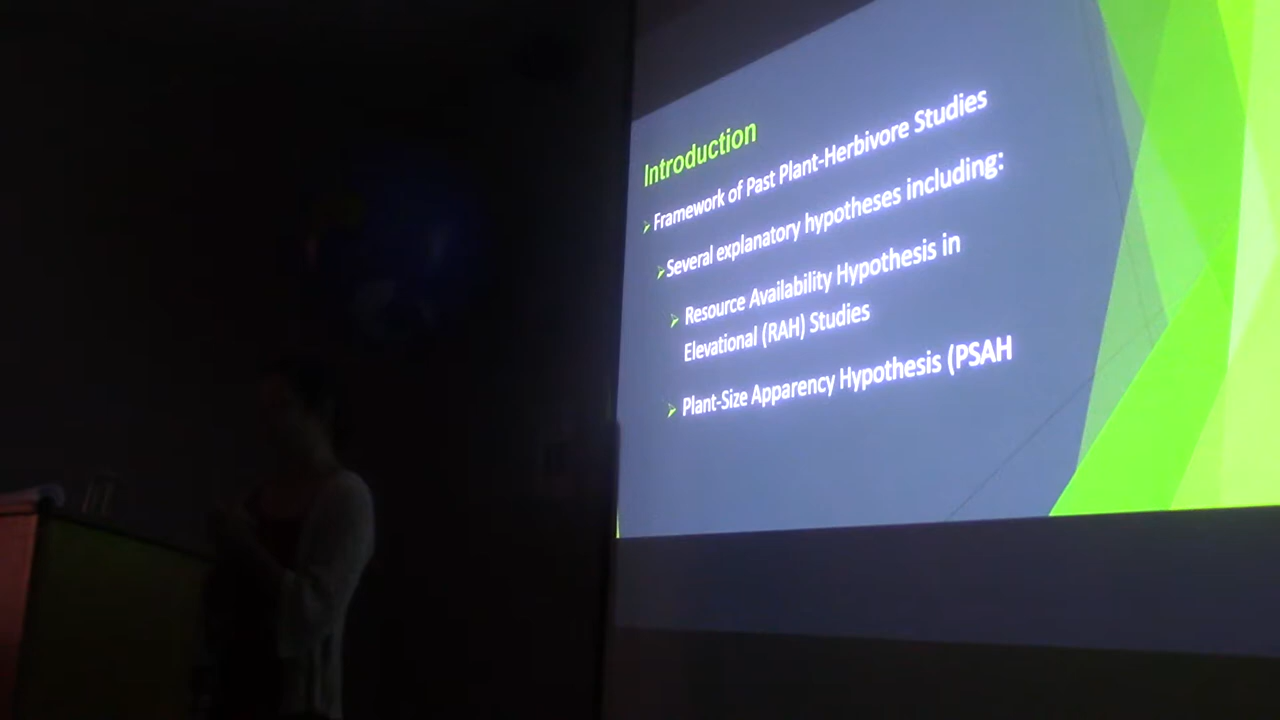 Introduction
Framework of Past Plant-Herbivore Studies
Several explanatory hypotheses including:
Resource Availability Hypothesis in
Elevational (RAH) Studies
Plant-Size Apparency Hypothesis (PSAH